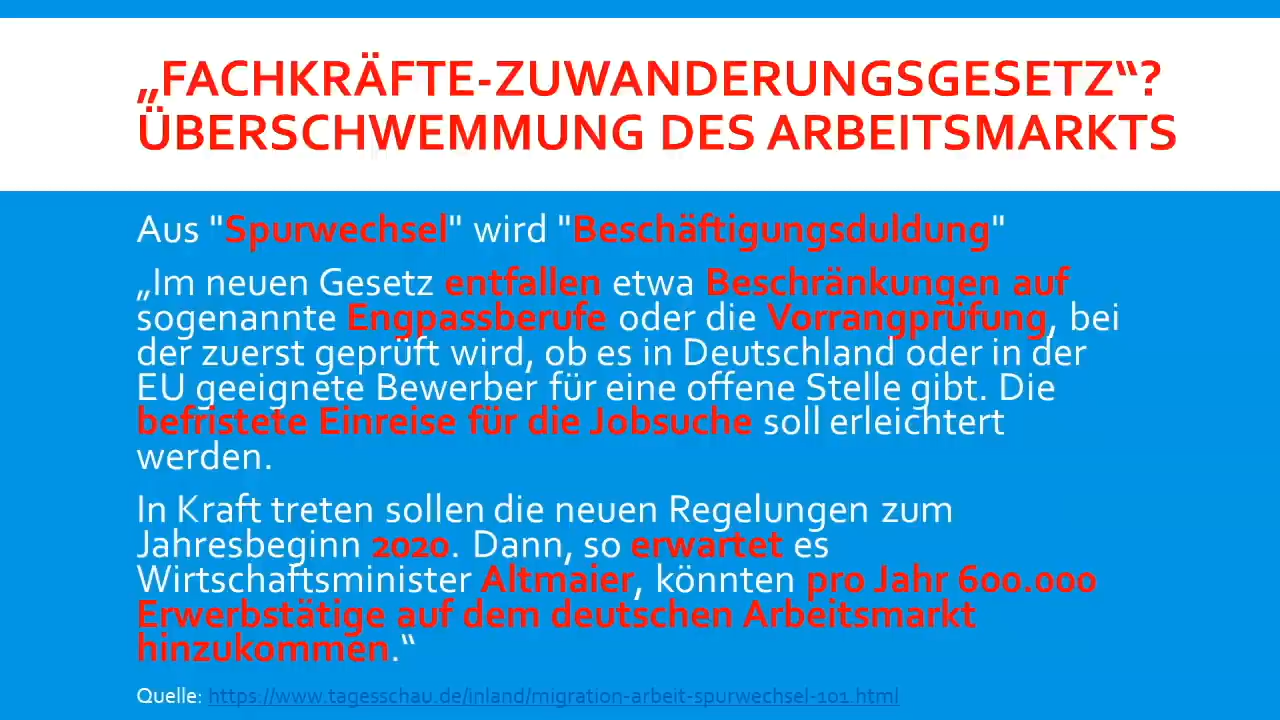 „FACHKRÄFTE-ZUWANDERUNGSGESETZ“?
ÜBERSCHWEMMUNG DES ARBEITSMARKTS
Aus "Spurwechsel" wird "Beschäftigungsduldung"
„Im neuen Gesetz entfallen etwa Beschränkungen auf
sogenannte Engpassberufe oder die Vorrangprüfung, bei
der zuerst geprüft wird, ob es in Deutschland oder in der
EU geeignete Bewerber für eine offene Stelle gibt. Die
befristete Einreise für die Jobsuche soll erleichtert
werden.
In Kraft treten sollen die neuen Regelungen zum
Jahresbeginn 2020. Dann, so erwartet es
Wirtschaftsminister Altmaier, könnten pro Jahr 600.000
Erwerbstätige auf dem deutschen Arbeitsmarkt
hinzukommen.“
Quelle: https://www.tagesschau.de/inland/migration-arbeit-spurwechsel-101.html